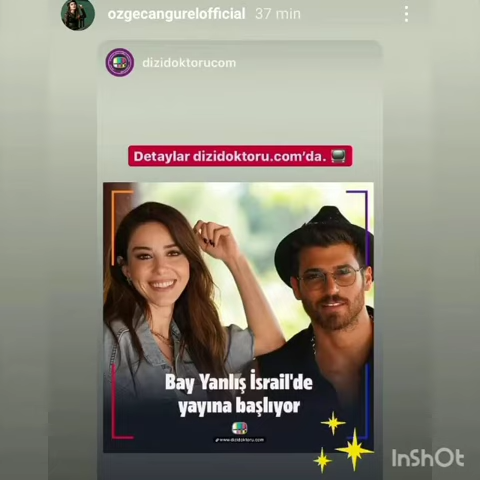 ozgecangurelofficial 37 min
dizidoktorucom
Detaylar dizidoktoru.com'da.
Bay Yanlış İsrail'de
yayına başlıyor
www.dizidoktoru.com
InShOt